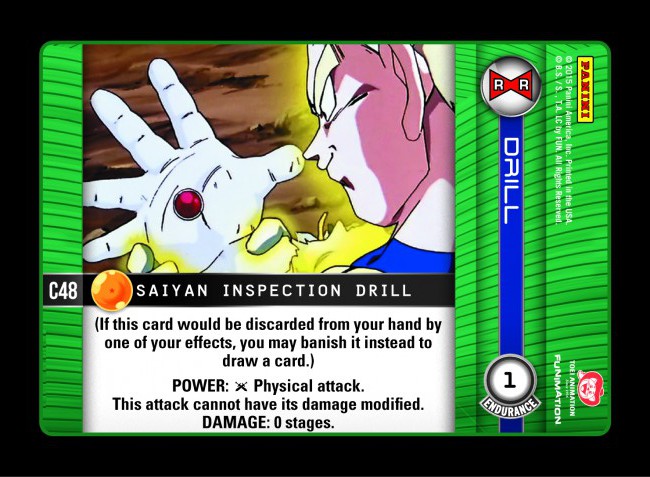 C48
SAIYAN INSPECTION DRILL
(If this card would be discarded from your hand by
one of your effects, you may banish it instead to
draw a card.)
POWER: Physical attack.
This attack cannot have its damage modified.
DAMAGE: 0 stages.
R R
DRILL
1
ENDURANCE
PANINI
© 2015 Panini America, Inc. Printed in the USA.
© B.S. / S., T.A. LC by FUN. All Rights Reserved.
TOEI ANIMATION
FUNIMATION